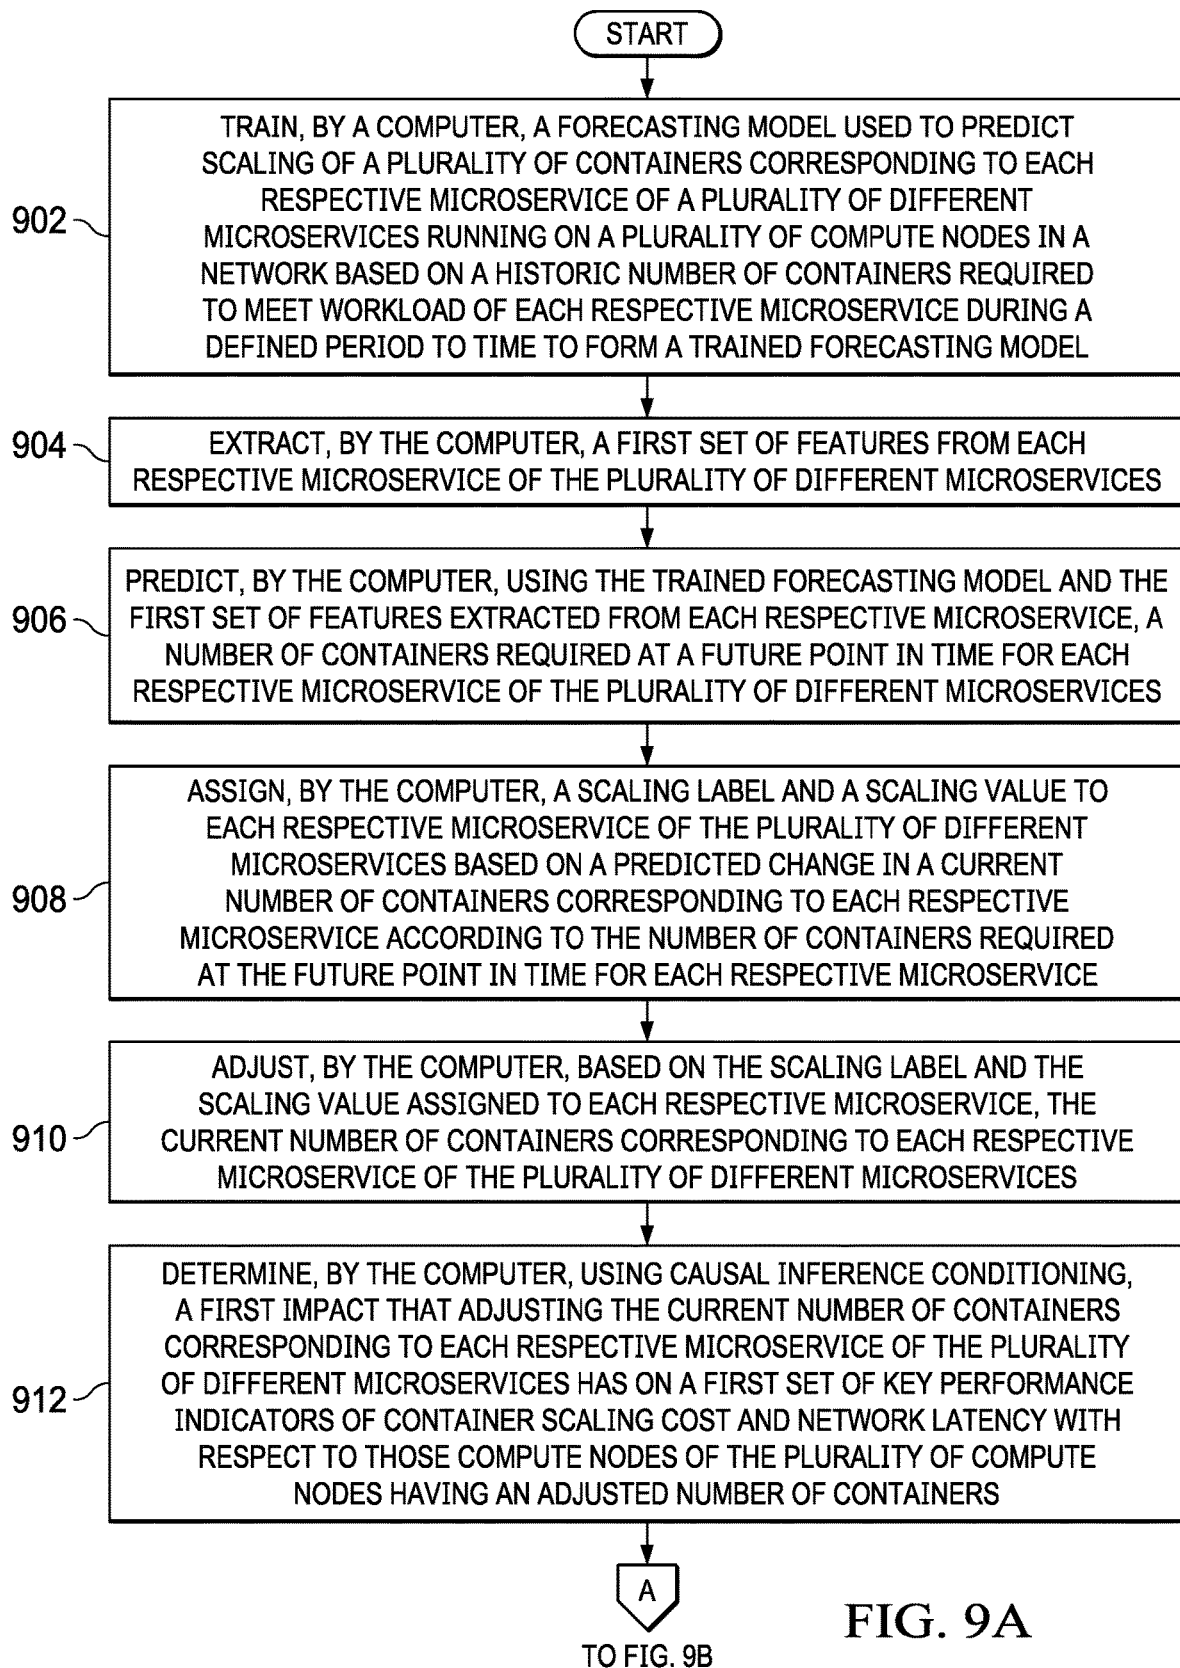 START
902
TRAIN, BY A COMPUTER, A FORECASTING MODEL USED TO PREDICT
SCALING OF A PLURALITY OF CONTAINERS CORRESPONDING TO EACH
RESPECTIVE MICROSERVICE OF A PLURALITY OF DIFFERENT
MICROSERVICES RUNNING ON A PLURALITY OF COMPUTE NODES IN A
NETWORK BASED ON A HISTORIC NUMBER OF CONTAINERS REQUIRED
TO MEET WORKLOAD OF EACH RESPECTIVE MICROSERVICE DURING A
DEFINED PERIOD TO TIME TO FORM A TRAINED FORECASTING MODEL
904
EXTRACT, BY THE COMPUTER, A FIRST SET OF FEATURES FROM EACH
RESPECTIVE MICROSERVICE OF THE PLURALITY OF DIFFERENT MICROSERVICES
906
PREDICT, BY THE COMPUTER, USING THE TRAINED FORECASTING MODEL AND THE
FIRST SET OF FEATURES EXTRACTED FROM EACH RESPECTIVE MICROSERVICE, A
NUMBER OF CONTAINERS REQUIRED AT A FUTURE POINT IN TIME FOR EACH
RESPECTIVE MICROSERVICE OF THE PLURALITY OF DIFFERENT MICROSERVICES
908
ASSIGN, BY THE COMPUTER, A SCALING LABEL AND A SCALING VALUE TO
EACH RESPECTIVE MICROSERVICE OF THE PLURALITY OF DIFFERENT
MICROSERVICES BASED ON A PREDICTED CHANGE IN A CURRENT
NUMBER OF CONTAINERS CORRESPONDING TO EACH RESPECTIVE
MICROSERVICE ACCORDING TO THE NUMBER OF CONTAINERS REQUIRED
AT THE FUTURE POINT IN TIME FOR EACH RESPECTIVE MICROSERVICE
910
ADJUST, BY THE COMPUTER, BASED ON THE SCALING LABEL AND THE
SCALING VALUE ASSIGNED TO EACH RESPECTIVE MICROSERVICE, THE
CURRENT NUMBER OF CONTAINERS CORRESPONDING TO EACH RESPECTIVE
MICROSERVICE OF THE PLURALITY OF DIFFERENT MICROSERVICES
912
DETERMINE, BY THE COMPUTER, USING CAUSAL INFERENCE CONDITIONING,
A FIRST IMPACT THAT ADJUSTING THE CURRENT NUMBER OF CONTAINERS
CORRESPONDING TO EACH RESPECTIVE MICROSERVICE OF THE PLURALITY
OF DIFFERENT MICROSERVICES HAS ON A FIRST SET OF KEY PERFORMANCE
INDICATORS OF CONTAINER SCALING COST AND NETWORK LATENCY WITH
RESPECT TO THOSE COMPUTE NODES OF THE PLURALITY OF COMPUTE
NODES HAVING AN ADJUSTED NUMBER OF CONTAINERS
A
TO FIG. 9B
FIG. 9A